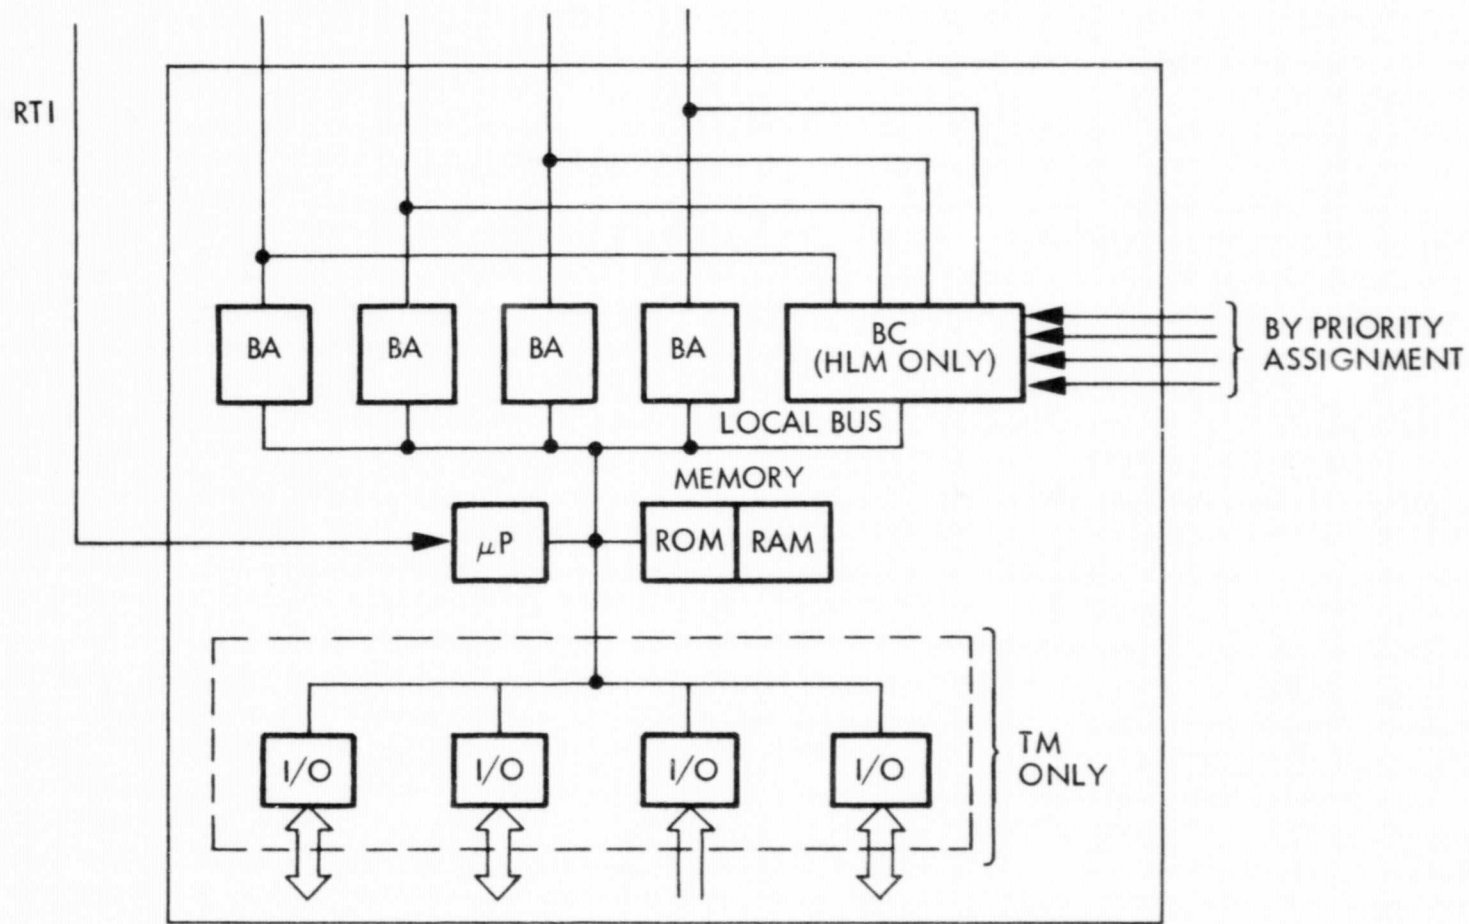 RTI
BA
BA
BA
BA
BC
(HLM ONLY)
BY PRIORITY
ASSIGNMENT
LOCAL BUS
MEMORY
μP
ROM
RAM
I/O
I/O
I/O
I/O
TM
ONLY